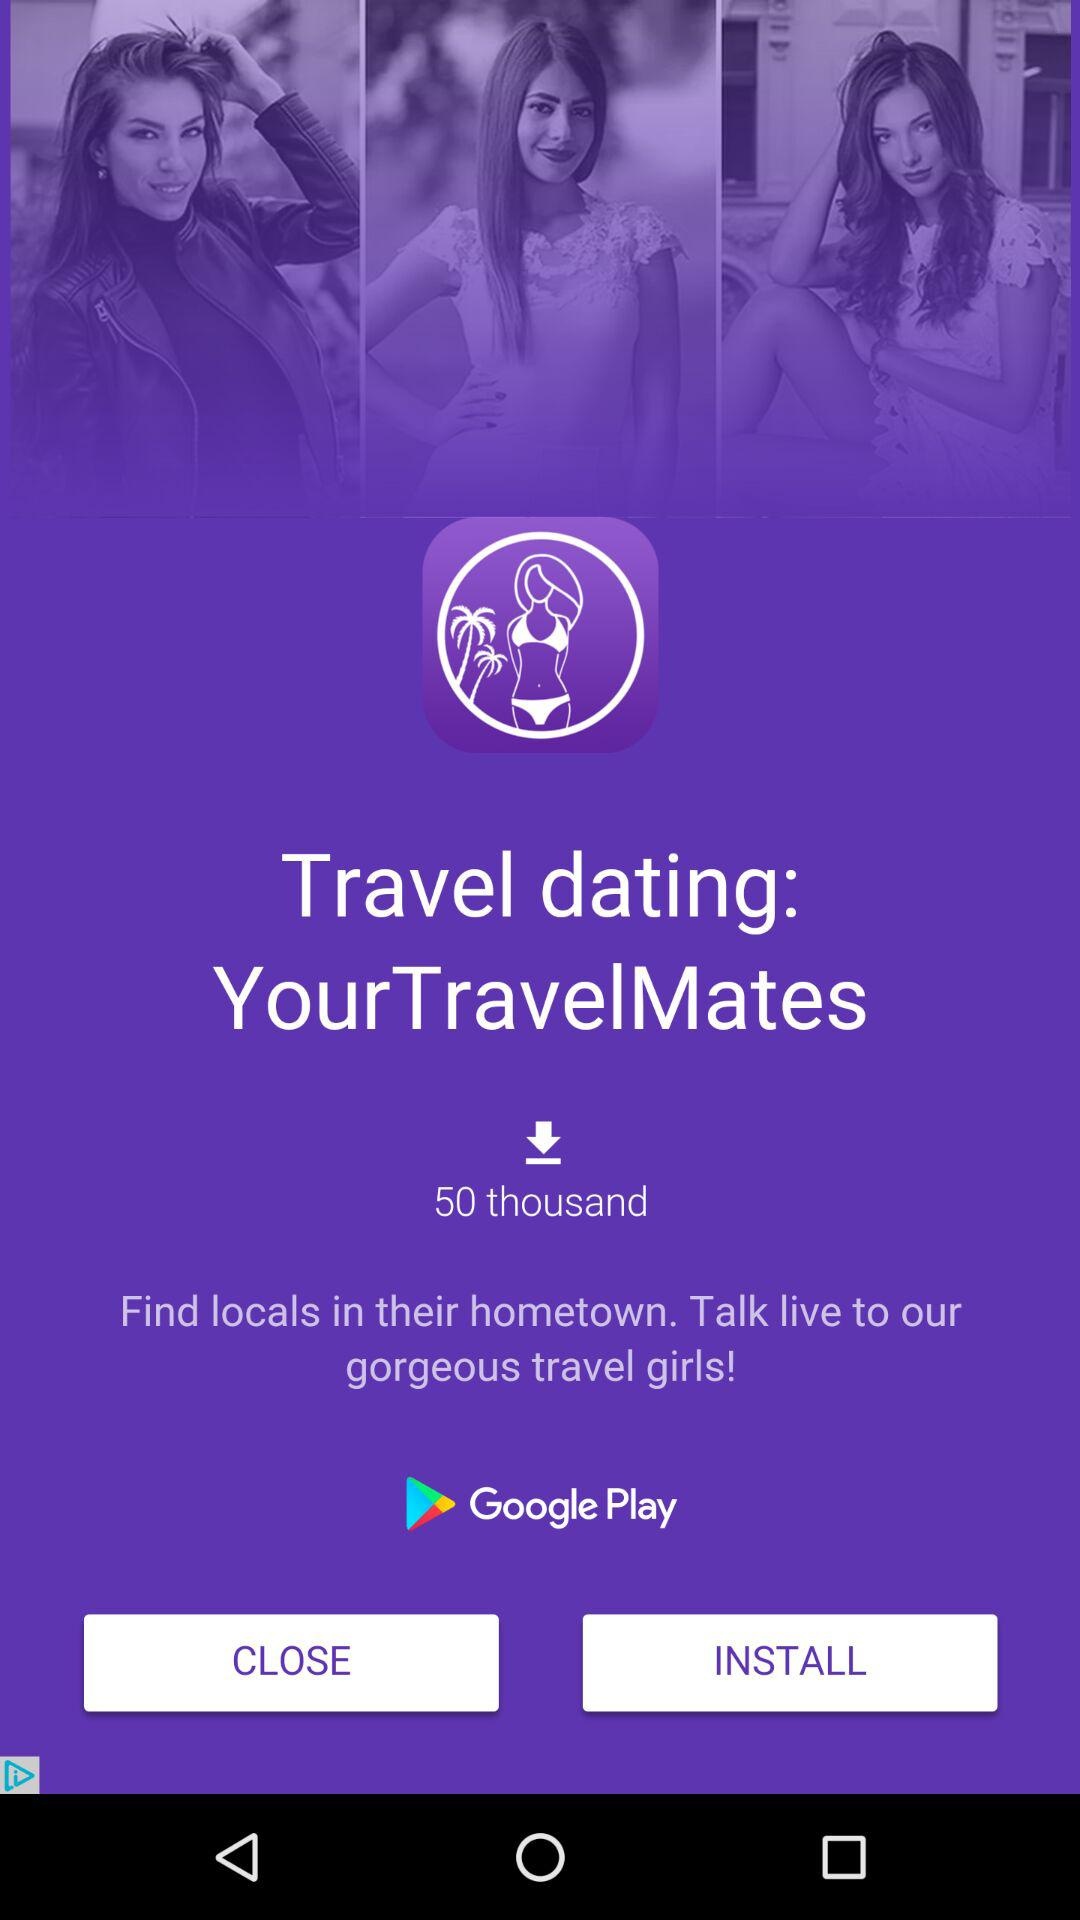 Travel dating:
YourTravelMates
50 thousand
Find locals in their hometown. Talk live to our
gorgeous travel girls!
Google Play
CLOSE
INSTALL